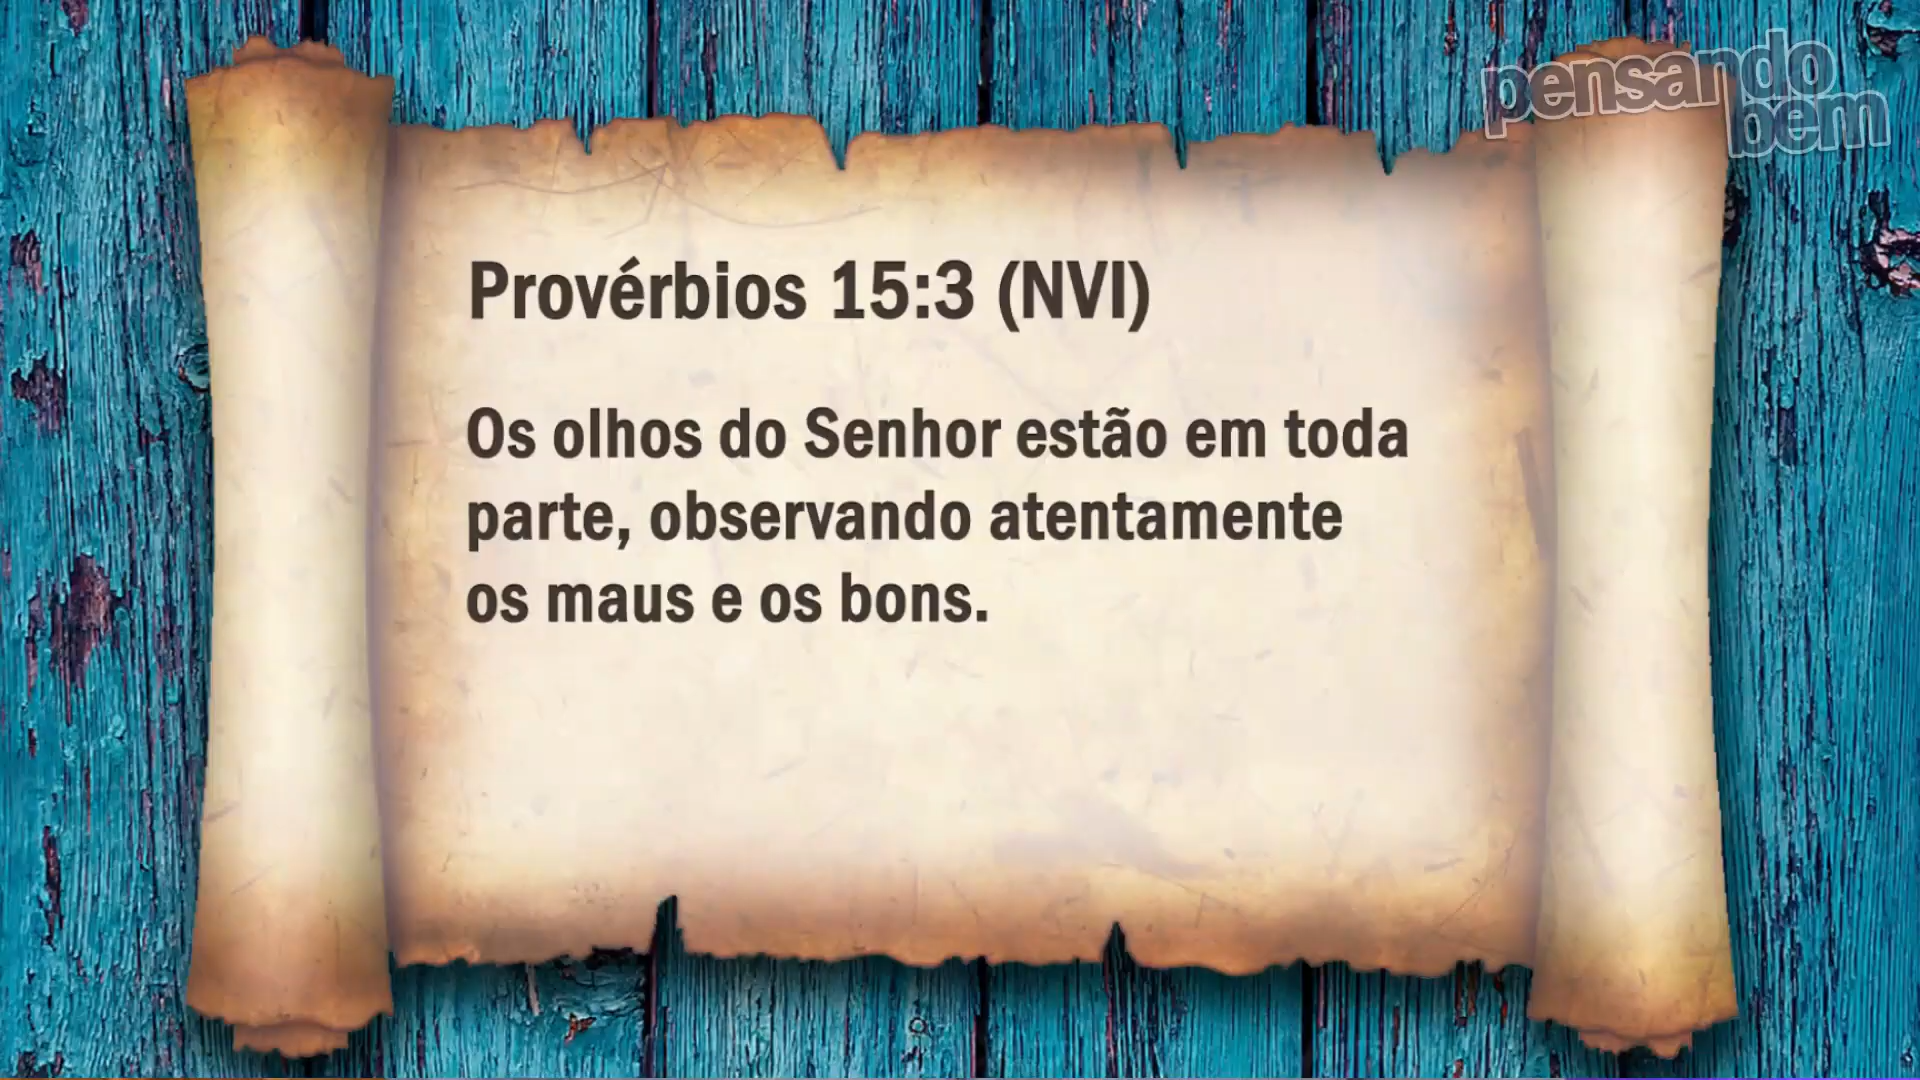 pensando
bem
Provérbios 15:3 (NVI)
Os olhos do Senhor estão em toda
parte, observando atentamente
os maus e os bons.